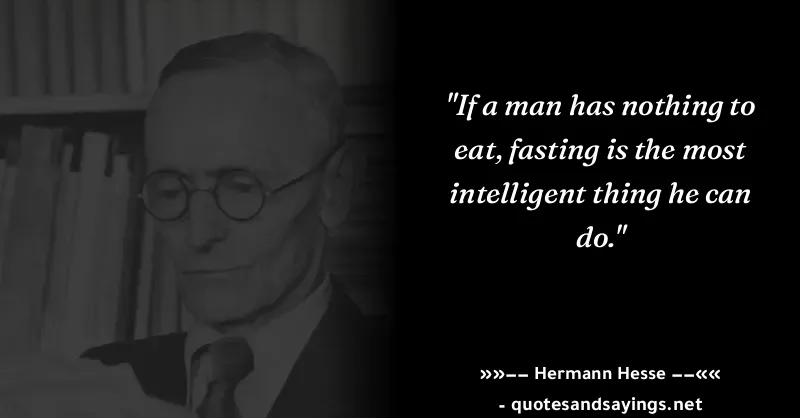 "If a man has nothing to
eat, fasting is the most
intelligent thing he can
do."
»»–– Hermann Hesse ––««
- quotesandsayings.net